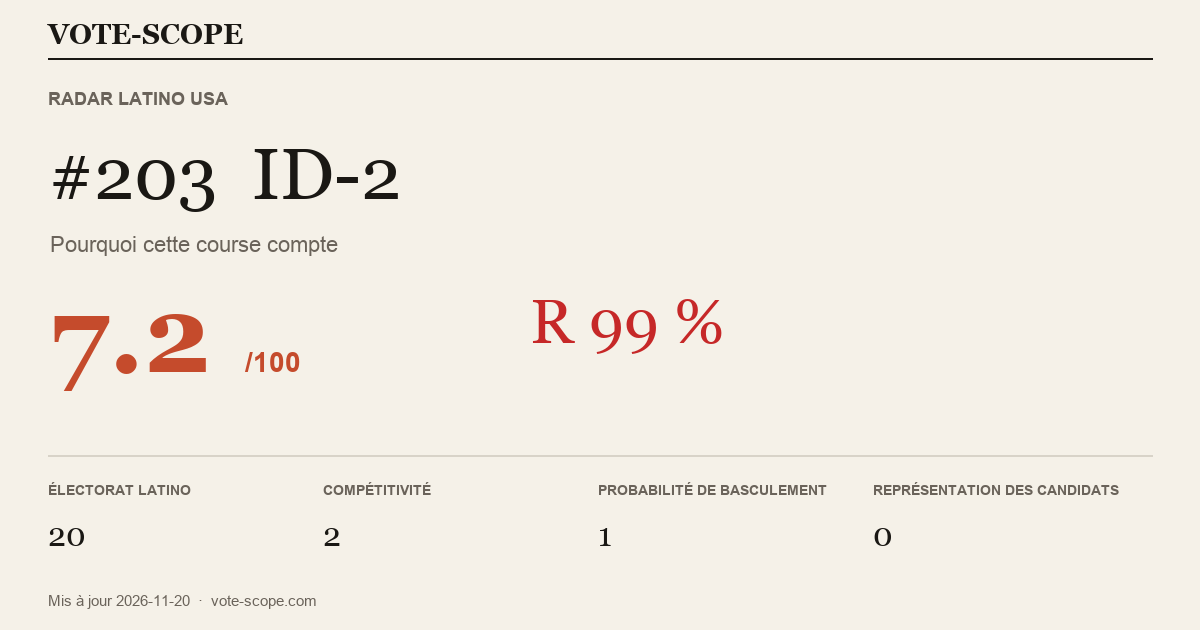 VOTE-SCOPE
RADAR LATINO USA
#203 ID-2
Pourquoi cette course compte
7.2 /100
R 99 %
ÉLECTORAT LATINO
20
COMPÉTITIVITÉ
2
PROBABILITÉ DE BASCULEMENT
1
REPRÉSENTATION DES CANDIDATS
0
Mis à jour 2026-11-20 · vote-scope.com